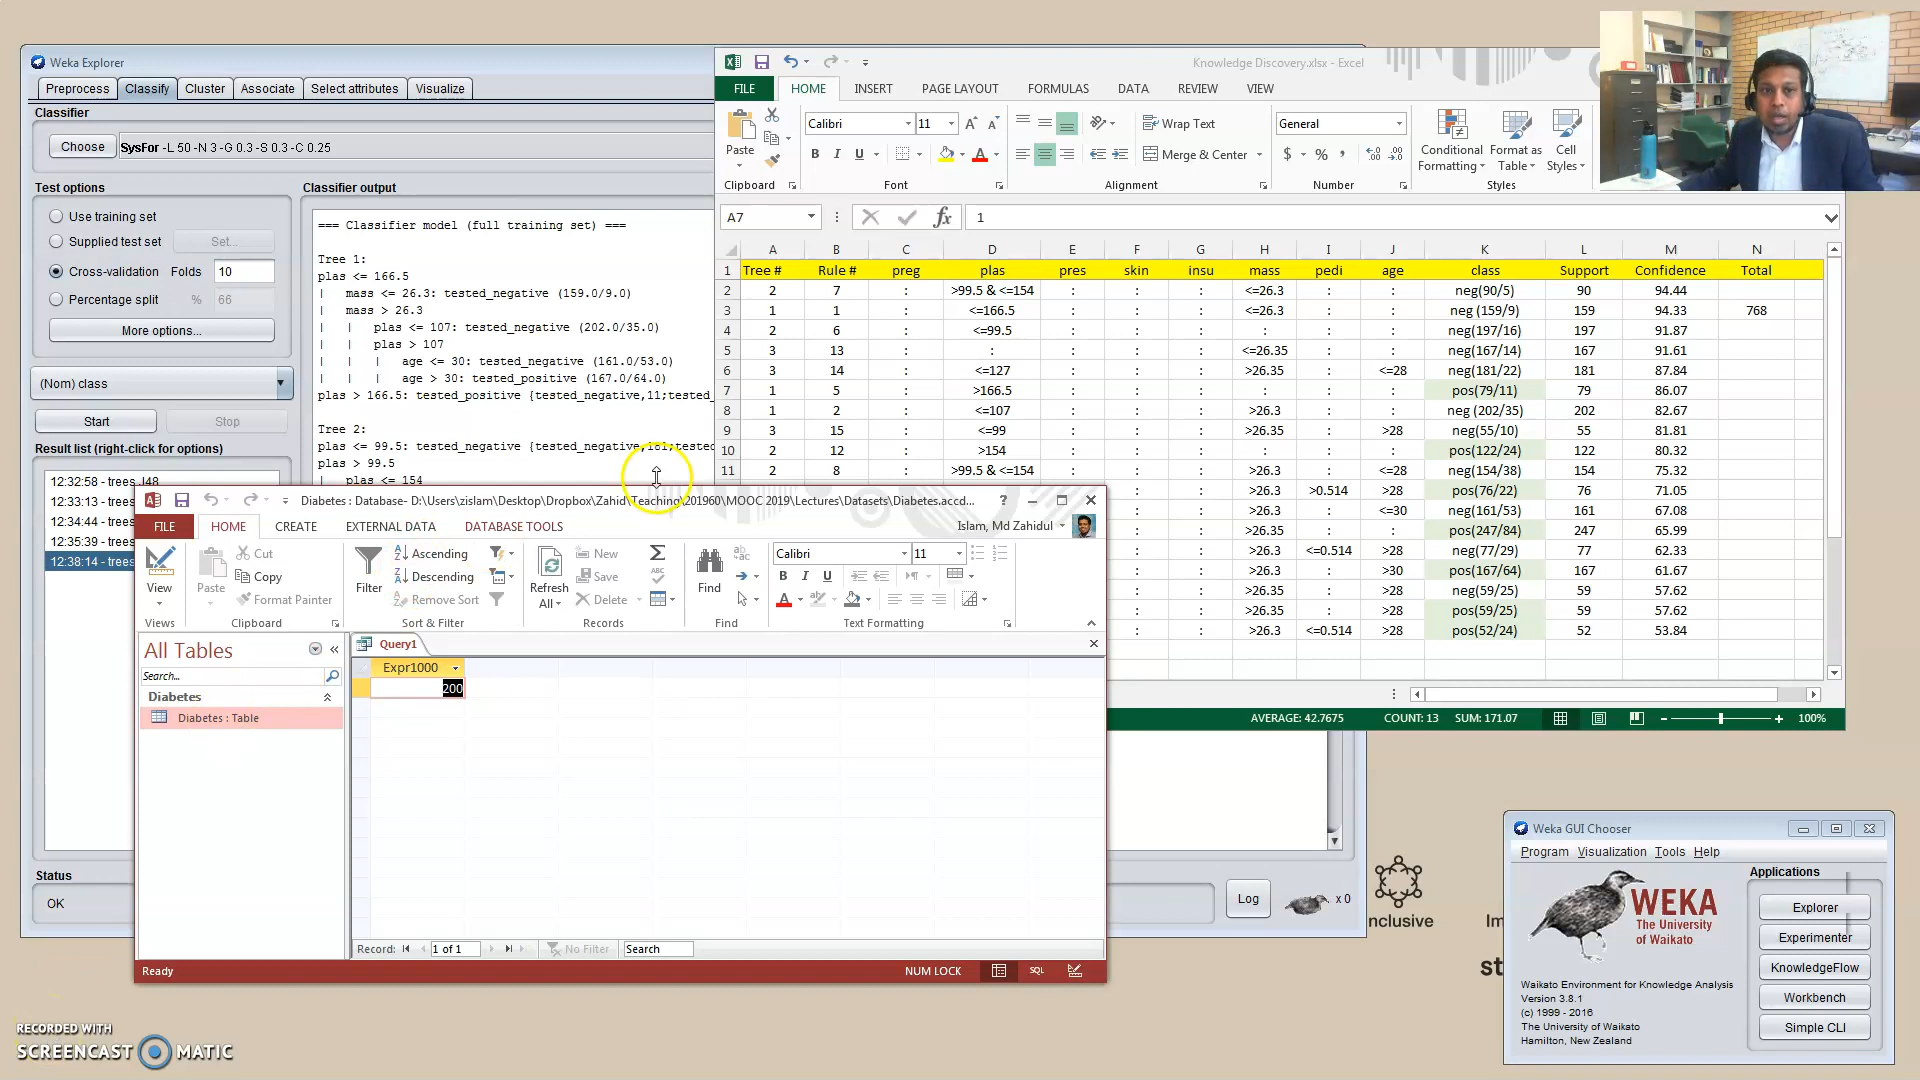 Weka Explorer
Preprocess Classify Cluster Associate Select attributes Visualize
Classifier
Choose SysFor -L 50 -N 3 -G 0.3 -S 0.3 -C 0.25
Test options
Use training set
Supplied test set Set...
Cross-validation Folds 10
Percentage split % 66
More options...
(Nom) class
Start Stop
Result list (right-click for options)
12:32:58 - trees.J48
12:33:13 - trees
12:34:44 - trees
12:35:39 - trees
12:38:14 - trees
Status
OK
Classifier output
=== Classifier model (full training set) ===
Tree 1:
plas <= 166.5
| mass <= 26.3: tested_negative (159.0/9.0)
| mass > 26.3
| | plas <= 107: tested_negative (202.0/35.0)
| | plas > 107
| | | age <= 30: tested_negative (161.0/53.0)
| | | age > 30: tested_positive (167.0/64.0)
plas > 166.5: tested_positive {tested_negative,11;tested_
Tree 2:
plas <= 99.5: tested_negative {tested_negative,181;tested
plas > 99.5
| plas <= 154
Log x 0
Knowledge Discovery.xlsx - Excel
FILE HOME INSERT PAGE LAYOUT FORMULAS DATA REVIEW VIEW
Paste
Calibri 11
B I U
Wrap Text
Merge & Center
General
$ % ,
Conditional Formatting
Format as Table
Cell Styles
Clipboard Font Alignment Number Styles
A7 fx 1
A B C D E F G H I J K L M N
1 Tree # Rule # preg plas pres skin insu mass pedi age class Support Confidence Total
2 2 7 : >99.5 & <=154 : : : <=26.3 : : neg(90/5) 90 94.44
3 1 1 : <=166.5 : : : <=26.3 : : neg (159/9) 159 94.33 768
4 2 6 : <=99.5 : : : : : : neg(197/16) 197 91.87
5 3 13 : : : : : <=26.35 : : neg(167/14) 167 91.61
6 3 14 : <=127 : : : >26.35 : <=28 neg(181/22) 181 87.84
7 1 5 : >166.5 : : : : : : pos(79/11) 79 86.07
8 1 2 : <=107 : : : >26.3 : : neg (202/35) 202 82.67
9 3 15 : <=99 : : : >26.35 : >28 neg(55/10) 55 81.81
10 2 12 : >154 : : : : : : pos(122/24) 122 80.32
11 2 8 : >99.5 & <=154 : : : >26.3 : <=28 neg(154/38) 154 75.32
: : >26.3 >0.514 >28 pos(76/22) 76 71.05
: : >26.3 : <=30 neg(161/53) 161 67.08
: : >26.35 : : pos(247/84) 247 65.99
: : >26.3 <=0.514 >28 neg(77/29) 77 62.33
: : >26.3 : >30 pos(167/64) 167 61.67
: : >26.35 : >28 neg(59/25) 59 57.62
: : >26.35 : >28 pos(59/25) 59 57.62
: : >26.3 <=0.514 >28 pos(52/24) 52 53.84
AVERAGE: 42.7675 COUNT: 13 SUM: 171.07 100%
Diabetes : Database- D:\Users\zislam\Desktop\Dropbox\Zahid\Teaching\201960\MOOC 2019\Lectures\Datasets\Diabetes.accd...
FILE HOME CREATE EXTERNAL DATA DATABASE TOOLS Islam, Md Zahidul
View
Paste
Cut
Copy
Format Painter
Filter
Ascending
Descending
Remove Sort
Refresh All
New
Save
Delete
Find
Calibri 11
B I U
Views Clipboard Sort & Filter Records Find Text Formatting
All Tables
Search...
Diabetes
Diabetes : Table
Query1
Expr1000
200
Record: 1 of 1 No Filter Search
Ready NUM LOCK SQL
nclusive
Im
st
Weka GUI Chooser
Program Visualization Tools Help
WEKA
The University
of Waikato
Waikato Environment for Knowledge Analysis
Version 3.8.1
(c) 1999 - 2016
The University of Waikato
Hamilton, New Zealand
Applications
Explorer
Experimenter
KnowledgeFlow
Workbench
Simple CLI
RECORDED WITH
SCREENCAST MATIC